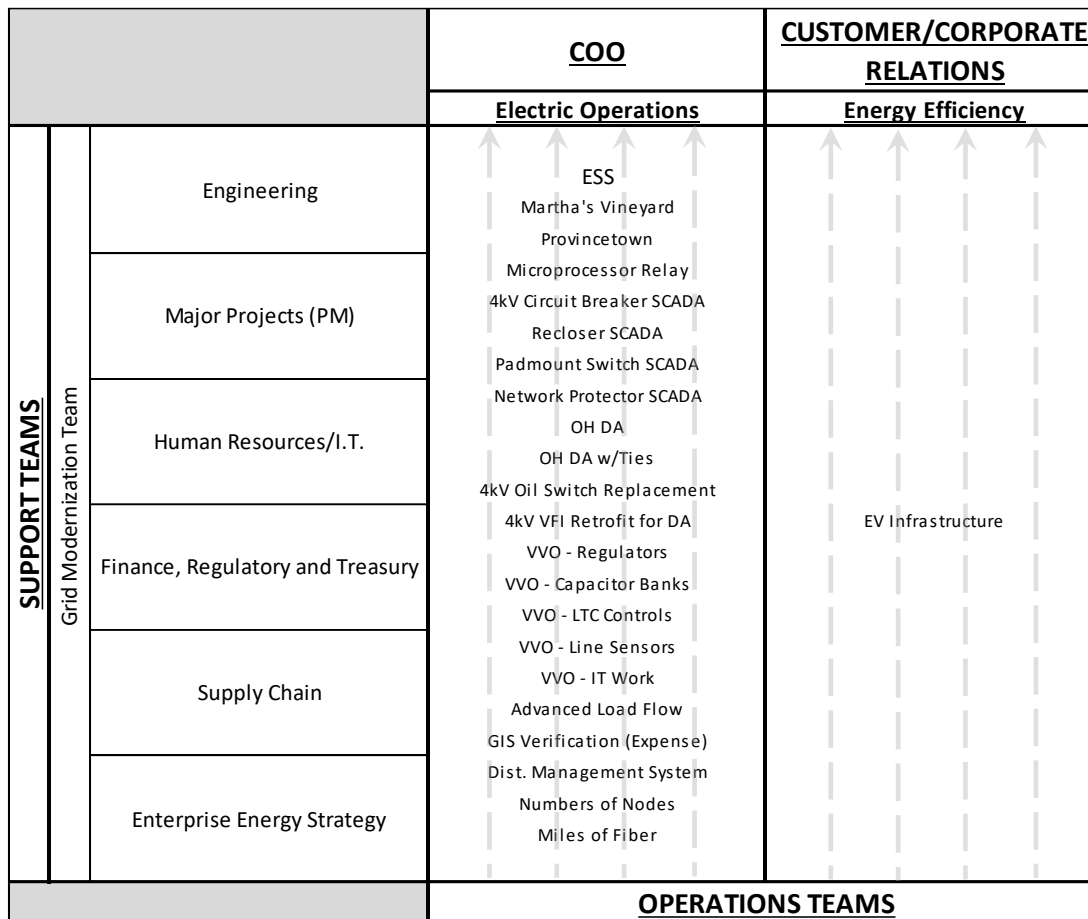 COO
CUSTOMER/CORPORATE
RELATIONS
Electric Operations
Energy Efficiency
SUPPORT TEAMS
Grid Modernization Team
Engineering
Major Projects (PM)
Human Resources/I.T.
Finance, Regulatory and Treasury
Supply Chain
Enterprise Energy Strategy
ESS
Martha's Vineyard
Provincetown
Microprocessor Relay
4kV Circuit Breaker SCADA
Recloser SCADA
Padmount Switch SCADA
Network Protector SCADA
OH DA
OH DA w/Ties
4kV Oil Switch Replacement
4kV VFI Retrofit for DA
VVO - Regulators
VVO - Capacitor Banks
VVO - LTC Controls
VVO - Line Sensors
VVO - IT Work
Advanced Load Flow
GIS Verification (Expense)
Dist. Management System
Numbers of Nodes
Miles of Fiber
EV Infrastructure
OPERATIONS TEAMS